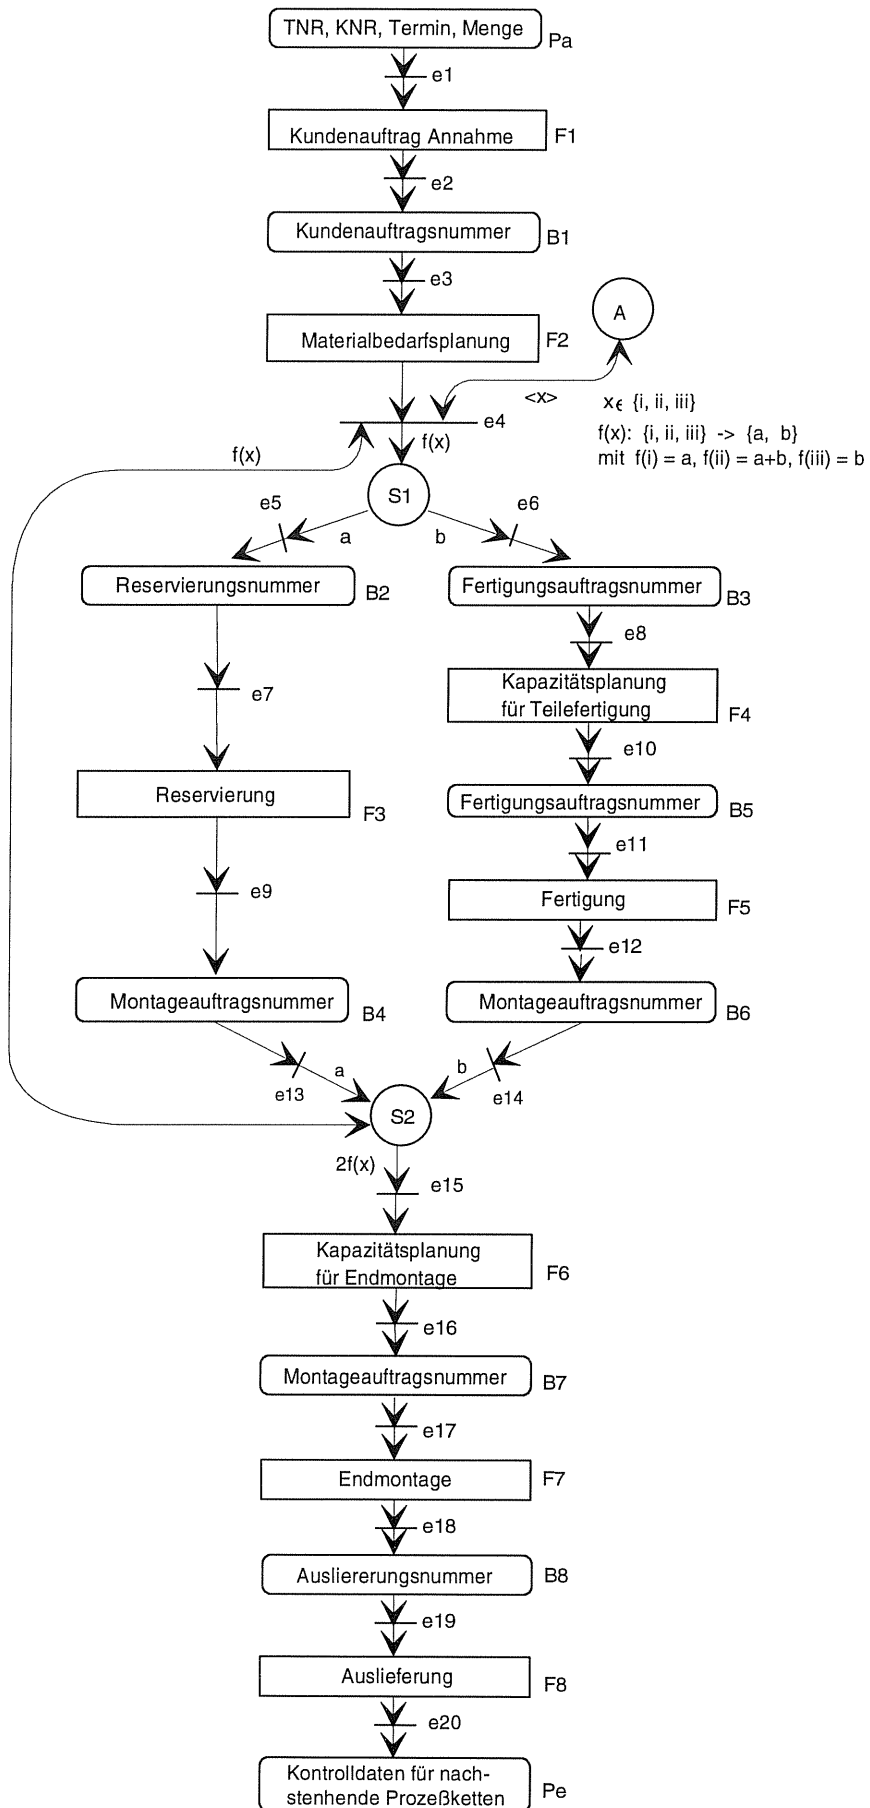 TNR, KNR, Termin, Menge
Pa
e1
Kundenauftrag Annahme
F1
e2
Kundenauftragsnummer
B1
e3
Materialbedarfsplanung
F2
A
<x>
xϵ {i, ii, iii}
e4
f(x)
f(x): {i, ii, iii} -> {a, b}
mit f(i) = a, f(ii) = a+b, f(iii) = b
f(x)
S1
e5
a
b
e6
Reservierungsnummer
B2
Fertigungsauftragsnummer
B3
e8
e7
Kapazitätsplanung
für Teilefertigung
F4
e10
Reservierung
F3
Fertigungsauftragsnummer
B5
e11
e9
Fertigung
F5
e12
Montageauftragsnummer
B4
Montageauftragsnummer
B6
e13
a
b
e14
S2
2f(x)
e15
Kapazitätsplanung
für Endmontage
F6
e16
Montageauftragsnummer
B7
e17
Endmontage
F7
e18
Ausliererungsnummer
B8
e19
Auslieferung
F8
e20
Kontrolldaten für nach-
stenhende Prozeßketten
Pe